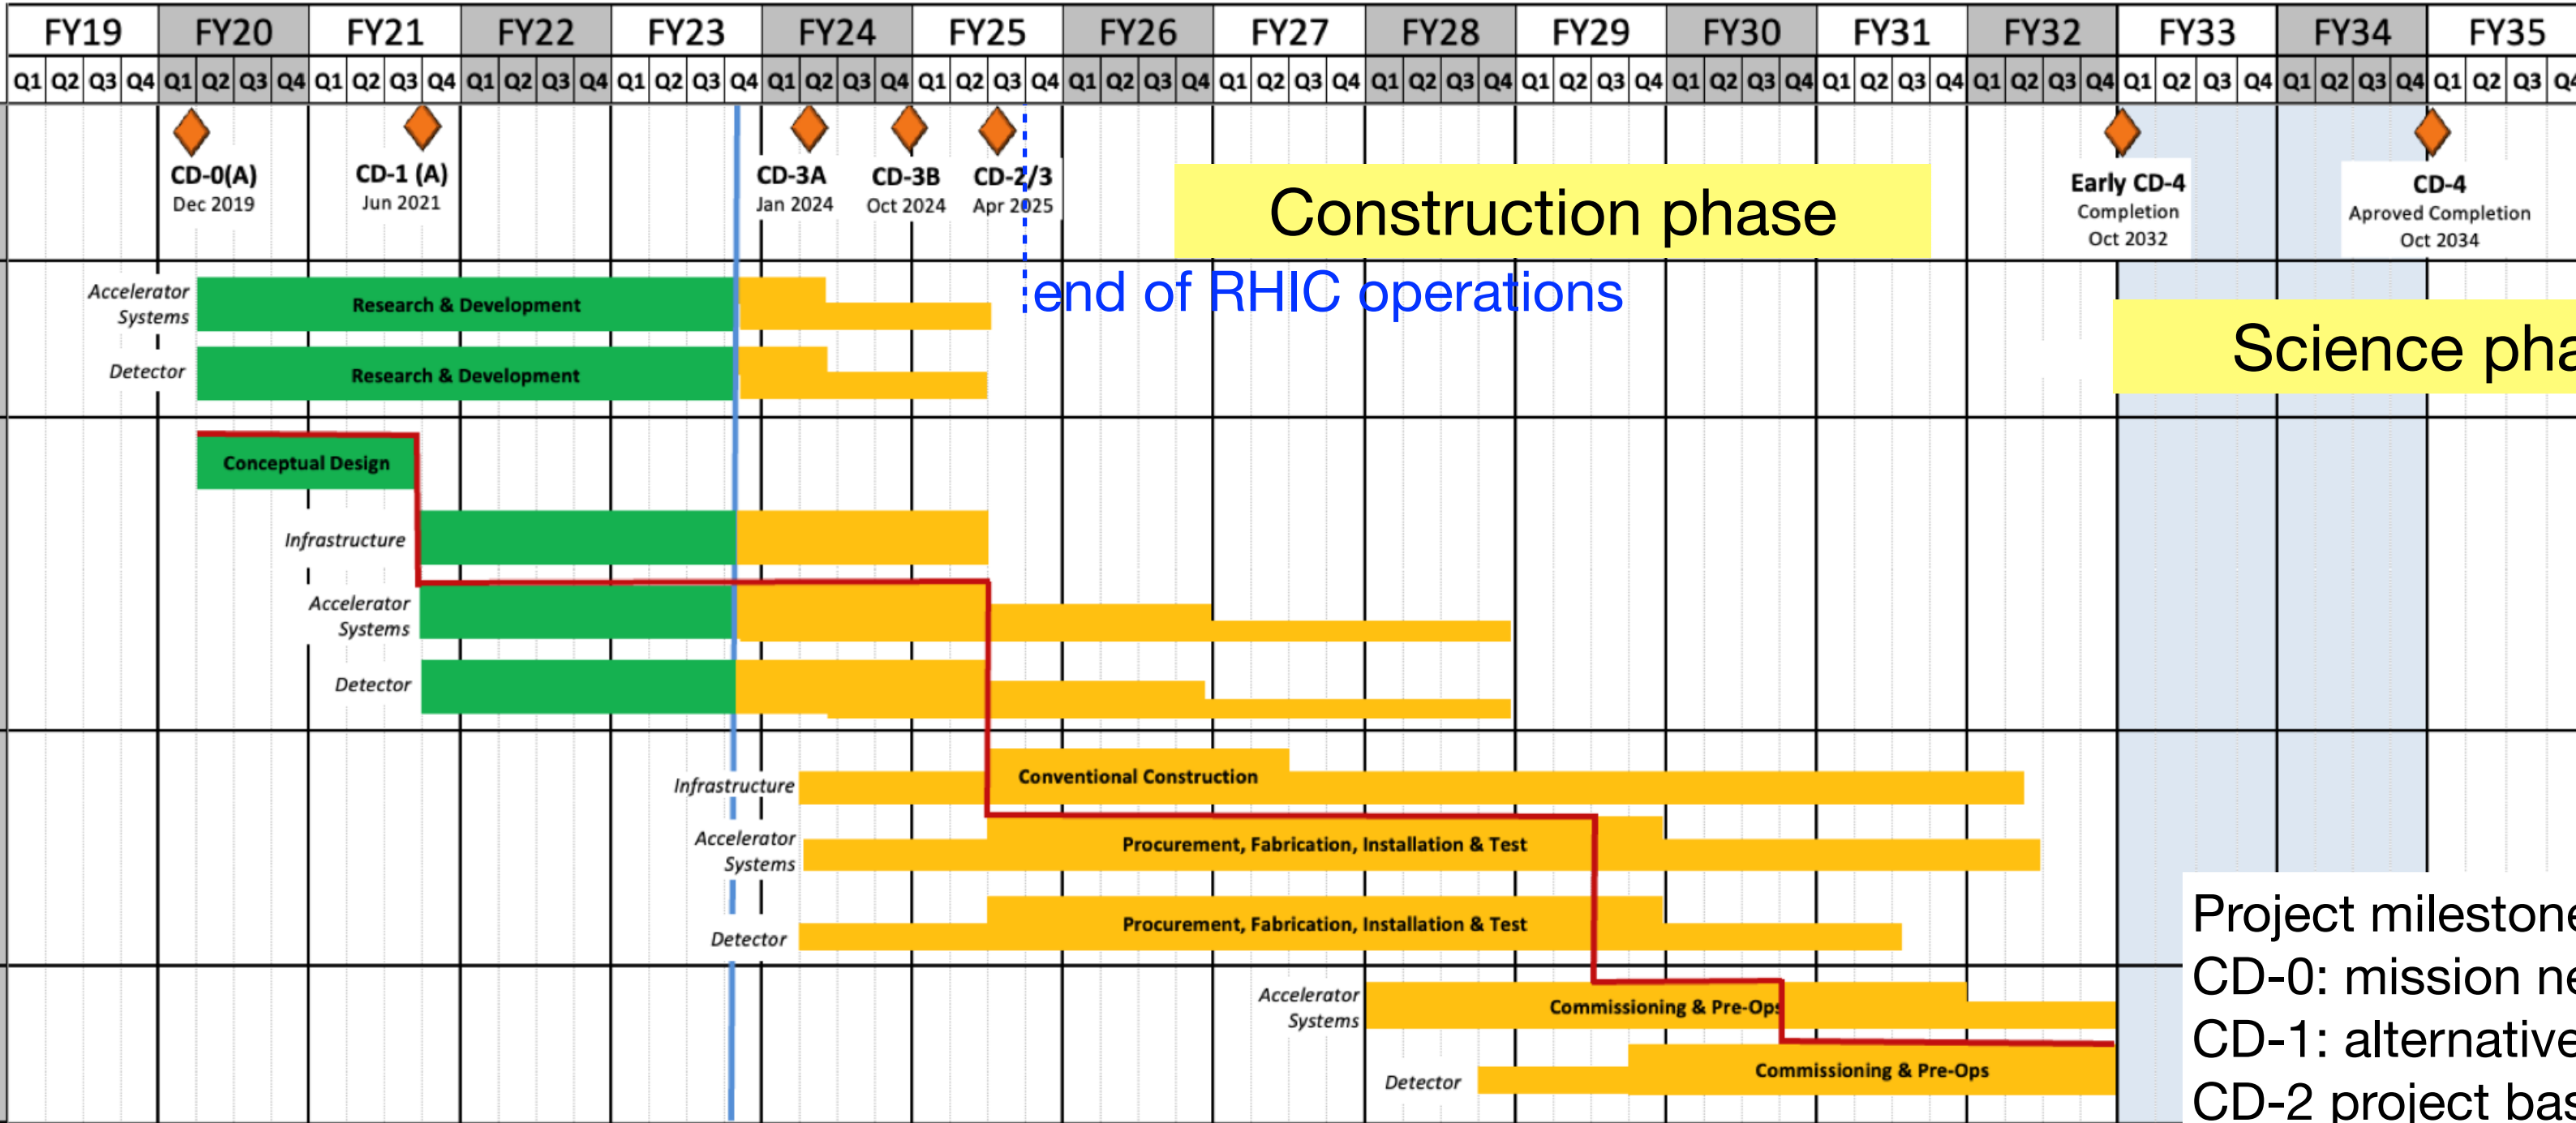 FY19 FY20 FY21 FY22 FY23 FY24 FY25 FY26 FY27 FY28 FY29 FY30 FY31 FY32 FY33 FY34 FY35
Q1 Q2 Q3 Q4 Q1 Q2 Q3 Q4 Q1 Q2 Q3 Q4 Q1 Q2 Q3 Q4 Q1 Q2 Q3 Q4 Q1 Q2 Q3 Q4 Q1 Q2 Q3 Q4 Q1 Q2 Q3 Q4 Q1 Q2 Q3 Q4 Q1 Q2 Q3 Q4 Q1 Q2 Q3 Q4 Q1 Q2 Q3 Q4 Q1 Q2 Q3 Q4 Q1 Q2 Q3 Q4 Q1 Q2 Q3 Q4 Q1 Q2 Q3 Q4 Q1 Q2 Q3 Q4
CD-0(A)
Dec 2019
CD-1 (A)
Jun 2021
CD-3A
Jan 2024
CD-3B
Oct 2024
CD-2/3
Apr 2025
Construction phase
Early CD-4
Completion
Oct 2032
CD-4
Aproved Completion
Oct 2034
end of RHIC operations
Accelerator
Systems
Research & Development
Science pha
Detector
Research & Development
Conceptual Design
Infrastructure
Accelerator
Systems
Detector
Infrastructure
Conventional Construction
Accelerator
Systems
Procurement, Fabrication, Installation & Test
Detector
Procurement, Fabrication, Installation & Test
Accelerator
Systems
Commissioning & Pre-Ops
Detector
Commissioning & Pre-Ops
Project milestone
CD-0: mission ne
CD-1: alternative
CD-2 project bas